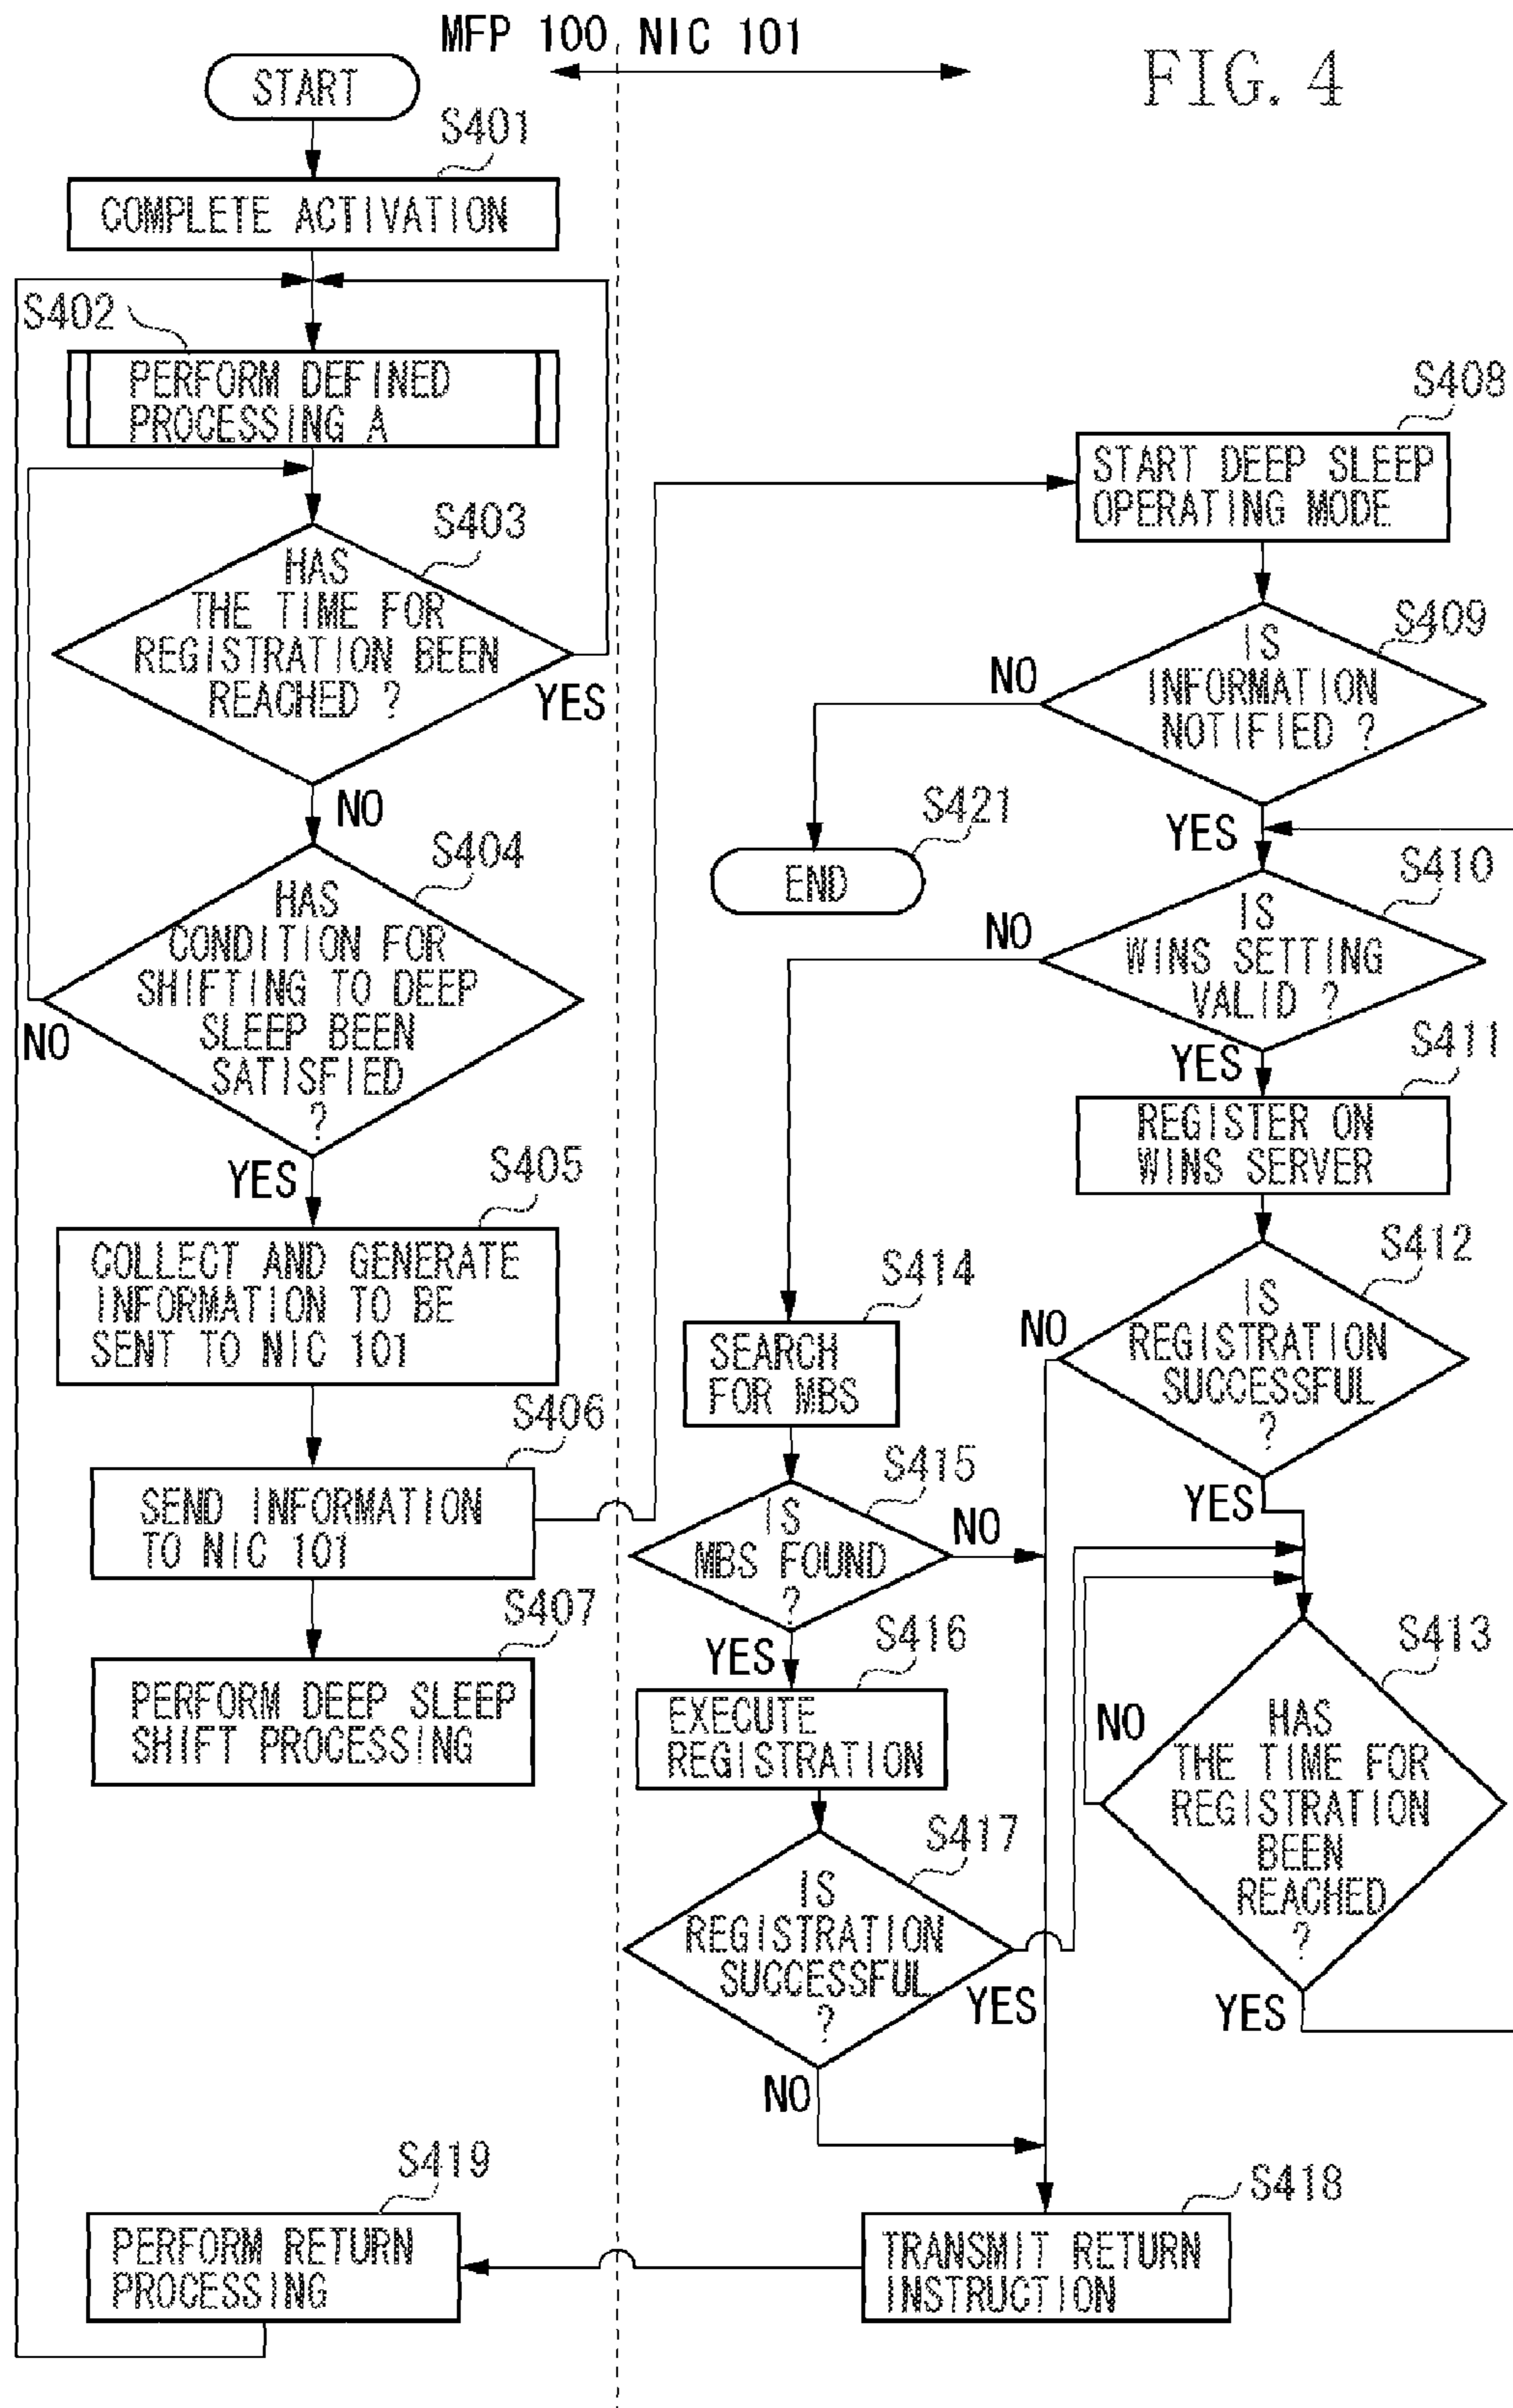 MFP 100 NIC 101
FIG. 4
START
S401
COMPLETE ACTIVATION
S402
PERFORM DEFINED
PROCESSING A
S403
HAS
THE TIME FOR
REGISTRATION BEEN
REACHED ?
YES
NO
S404
HAS
CONDITION FOR
SHIFTING TO DEEP
SLEEP BEEN
SATISFIED
?
NO
YES
S405
COLLECT AND GENERATE
INFORMATION TO BE
SENT TO NIC 101
S406
SEND INFORMATION
TO NIC 101
S407
PERFORM DEEP SLEEP
SHIFT PROCESSING
S408
START DEEP SLEEP
OPERATING MODE
S409
IS
INFORMATION
NOTIFIED ?
NO
YES
S421
END
S410
IS
WINS SETTING
VALID ?
NO
YES
S411
REGISTER ON
WINS SERVER
S412
IS
REGISTRATION
SUCCESSFUL
?
NO
YES
S413
HAS
THE TIME FOR
REGISTRATION
BEEN
REACHED
?
NO
YES
S414
SEARCH
FOR MBS
S415
IS
MBS FOUND
?
NO
YES
S416
EXECUTE
REGISTRATION
S417
IS
REGISTRATION
SUCCESSFUL
?
YES
NO
S418
TRANSMIT RETURN
INSTRUCTION
S419
PERFORM RETURN
PROCESSING